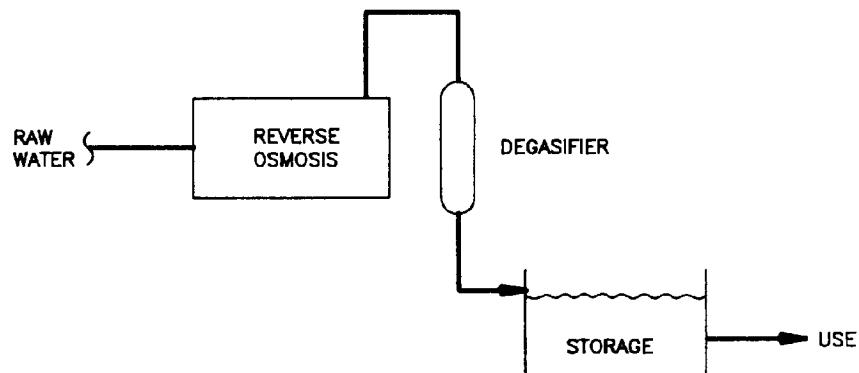 RAW
WATER
REVERSE
OSMOSIS
DEGASIFIER
STORAGE
USE